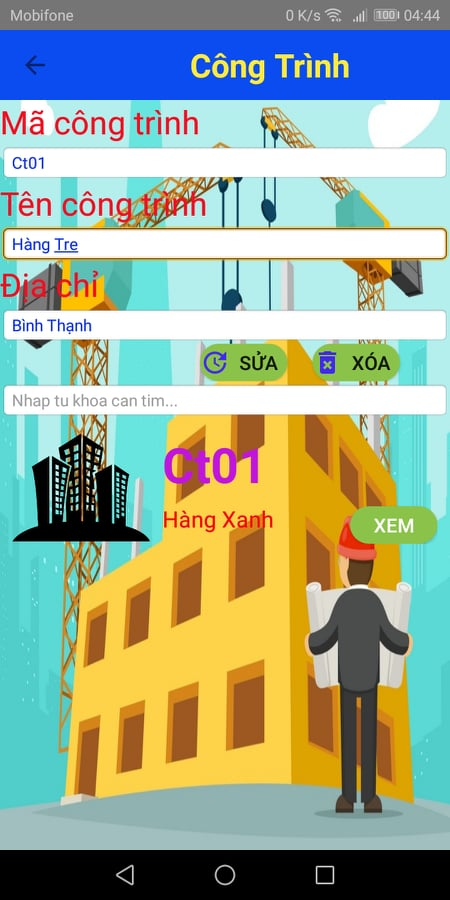 Mobifone 0 K/s 100 04:44
Công Trình
Mã công trình
Ct01
Tên công trình
Hàng Tre
Địa chỉ
Bình Thạnh
SỬA XÓA
Nhap tu khoa can tim...
Ct01
Hàng Xanh
XEM